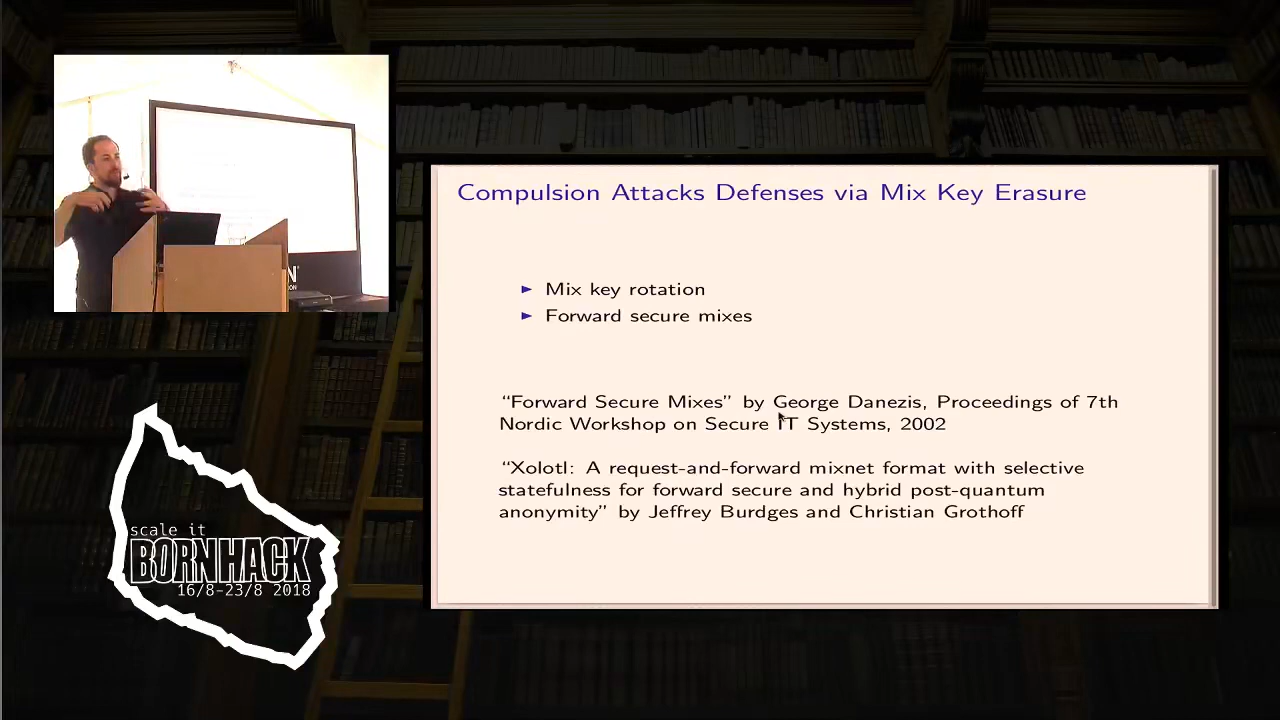 Compulsion Attacks Defenses via Mix Key Erasure
Mix key rotation
Forward secure mixes
“Forward Secure Mixes” by George Danezis, Proceedings of 7th
Nordic Workshop on Secure IT Systems, 2002
“Xolotl: A request-and-forward mixnet format with selective
statefulness for forward secure and hybrid post-quantum
anonymity” by Jeffrey Burdges and Christian Grothoff
scale it
BORNHACK
16/8-23/8 2018